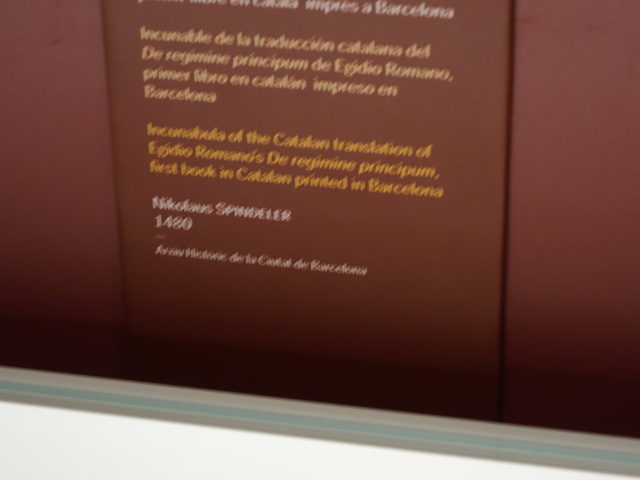 primer llibre en català imprès a Barcelona
Incunable de la traducción catalana del
De regimine principum de Egidio Romano,
primer libro en catalán impreso en
Barcelona
Incunabula of the Catalan translation of
Egidio Romano's De regimine principum,
first book in Catalan printed in Barcelona
Nikolaus SPINDELER
1480
Arxiu Històric de la Ciutat de Barcelona